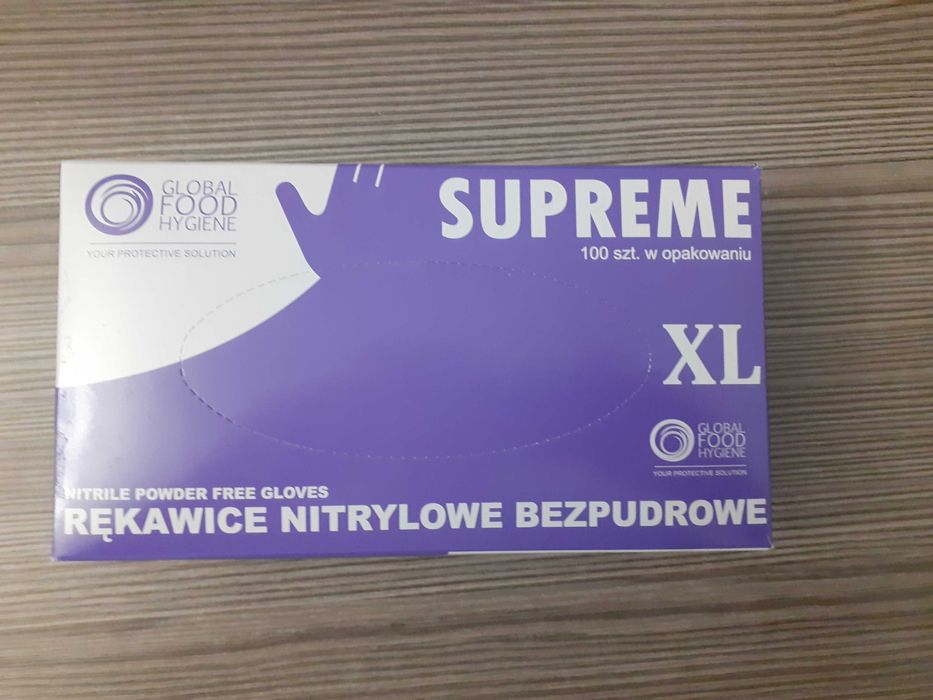 GLOBAL
FOOD
HYGIENE
YOUR PROTECTIVE SOLUTION
SUPREME
100 szt. w opakowaniu
XL
GLOBAL
FOOD
HYGIENE
YOUR PROTECTIVE SOLUTION
NITRILE POWDER FREE GLOVES
RĘKAWICE NITRYLOWE BEZPUDROWE